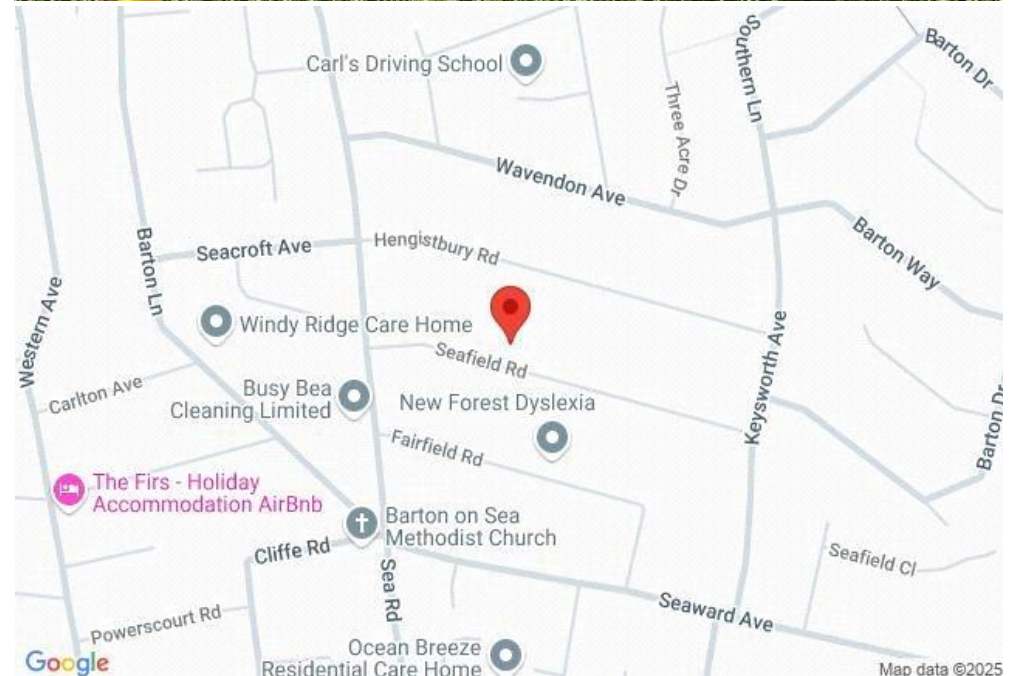 Carl's Driving School
Southern Ln
Barton Dr
Three Acre Dr
Wavendon Ave
Barton Ln
Seacroft Ave
Hengistbury Rd
Barton Way
Western Ave
Windy Ridge Care Home
Seafield Rd
Keysworth Ave
Carlton Ave
Busy Bea
Cleaning Limited
New Forest Dyslexia
Barton Dr
Fairfield Rd
The Firs - Holiday
Accommodation AirBnb
Barton on Sea
Methodist Church
Cliffe Rd
Seafield Cl
Sea Rd
Seaward Ave
Powerscourt Rd
Ocean Breeze
Residential Care Home
Google
Map data ©2025